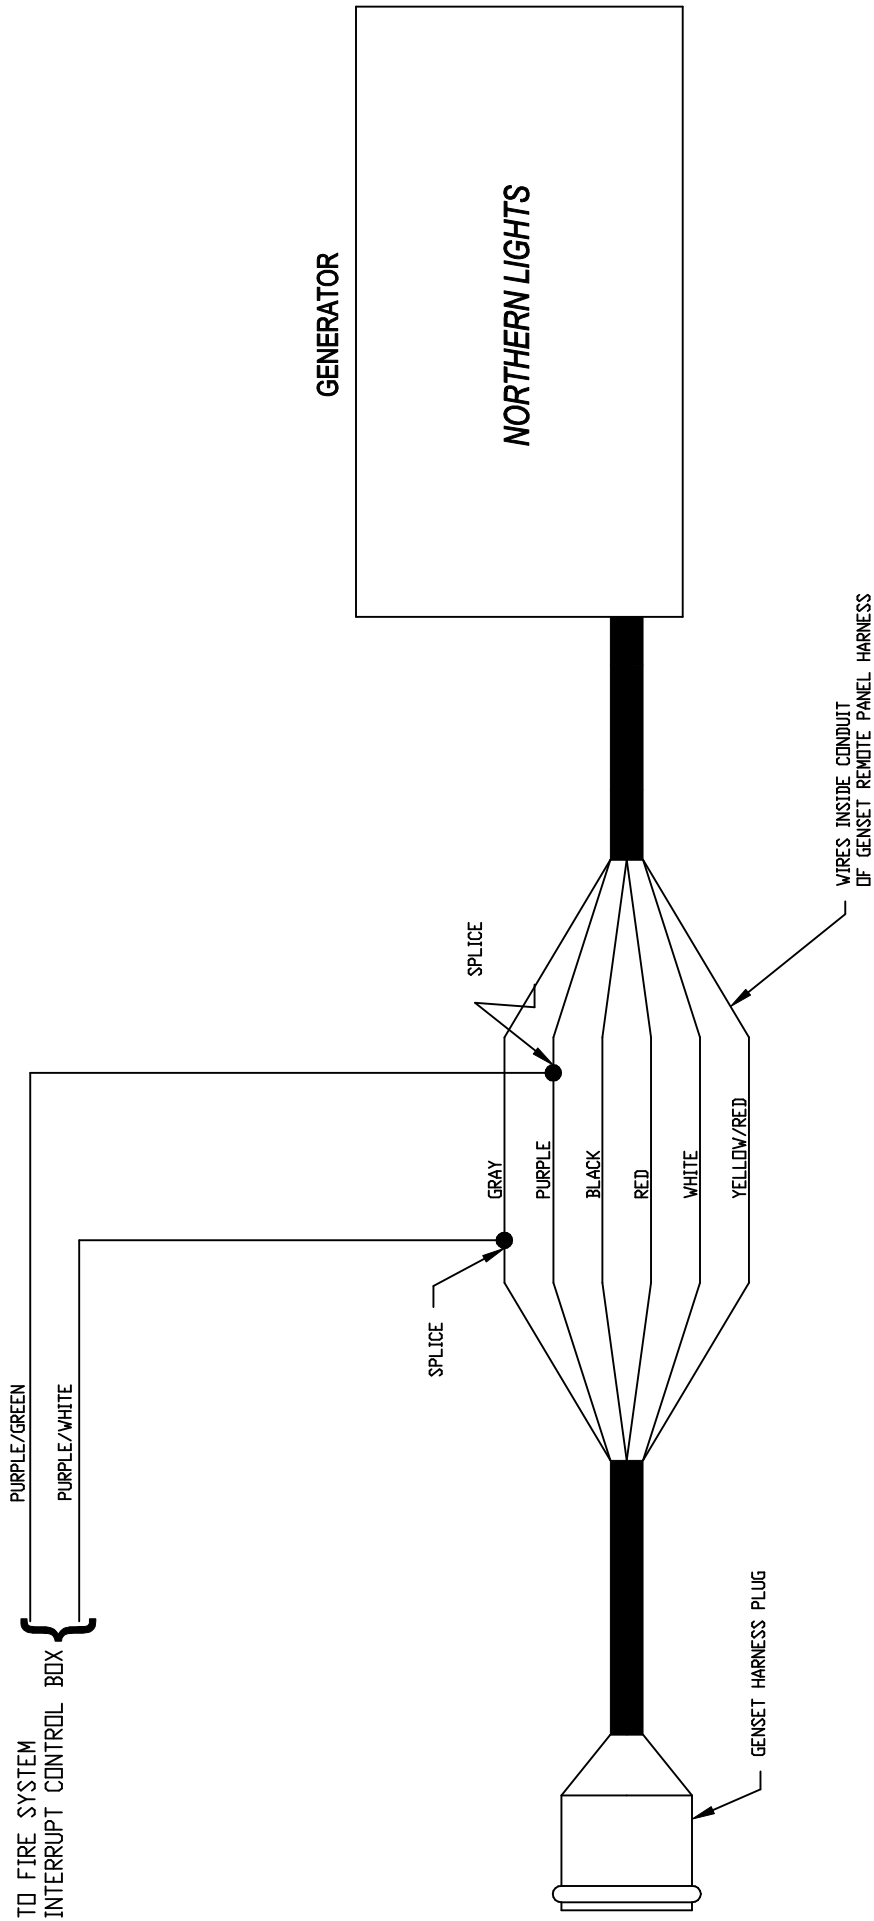 TO FIRE SYSTEM
INTERRUPT CONTROL BOX
PURPLE/GREEN
PURPLE/WHITE
GENERATOR
NORTHERN LIGHTS
SPLICE
SPLICE
GRAY
PURPLE
BLACK
RED
WHITE
YELLOW/RED
GENSET HARNESS PLUG
WIRES INSIDE CONDUIT
OF GENSET REMOTE PANEL HARNESS